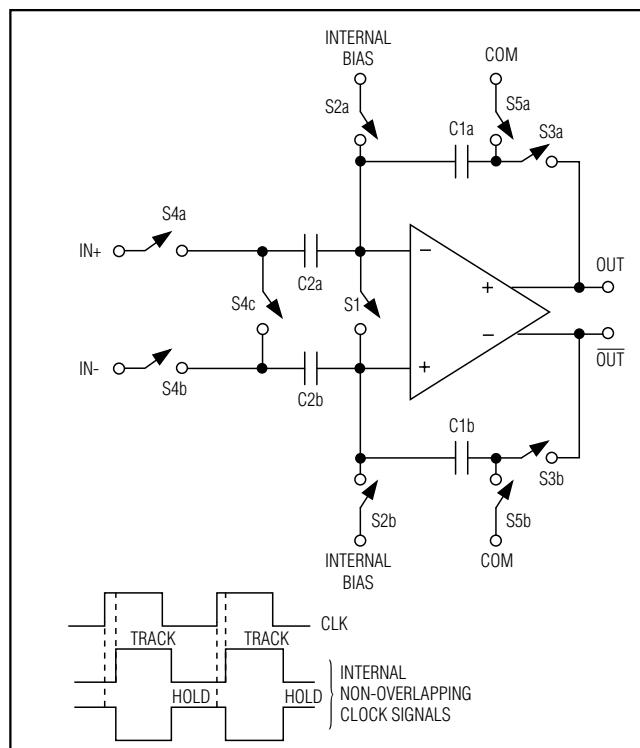 INTERNAL
BIAS
COM
S2a
S5a
C1a
S3a
S4a
IN+
−
C2a
+
OUT
S4c
S1
−
OUT
IN-
S4b
C2b
+
C1b
S3b
S2b
S5b
INTERNAL
BIAS
COM
CLK
TRACK
TRACK
HOLD
HOLD
INTERNAL
NON-OVERLAPPING
CLOCK SIGNALS